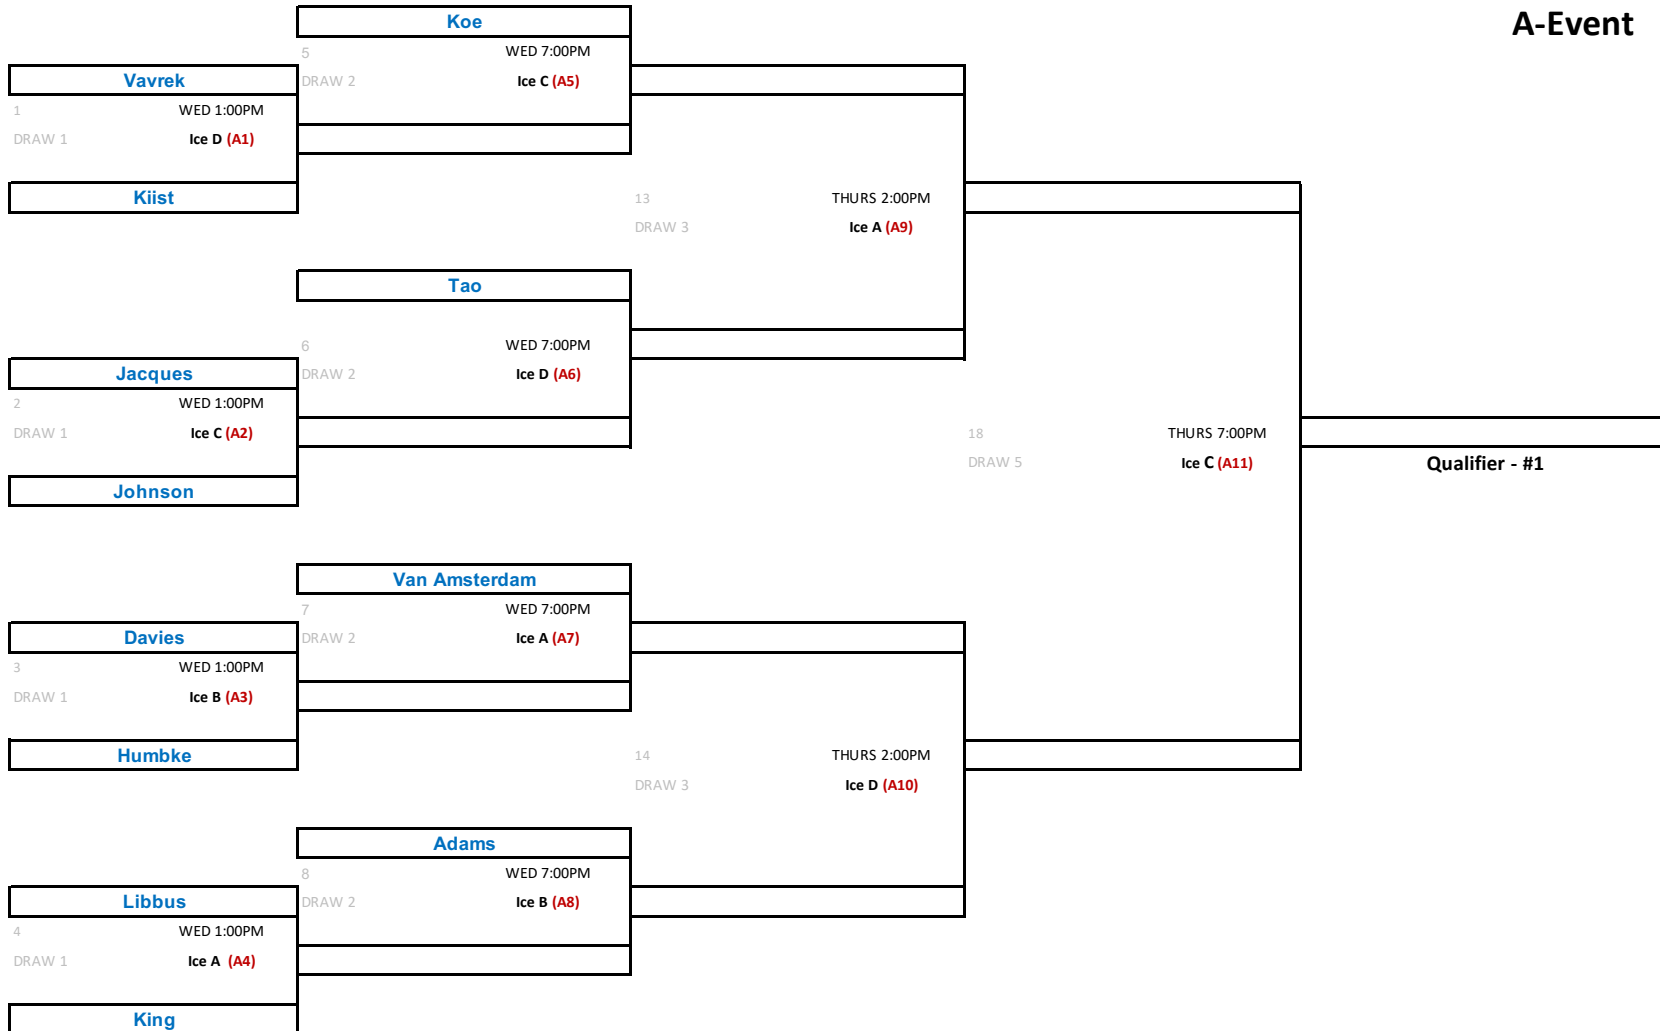 A-Event
Koe
5 WED 7:00PM
DRAW 2 Ice C (A5)
Vavrek
1 WED 1:00PM
DRAW 1 Ice D (A1)
Kiist
13 THURS 2:00PM
DRAW 3 Ice A (A9)
Tao
6 WED 7:00PM
DRAW 2 Ice D (A6)
Jacques
2 WED 1:00PM
DRAW 1 Ice C (A2)
Johnson
18 THURS 7:00PM
DRAW 5 Ice C (A11)
Qualifier - #1
Van Amsterdam
7 WED 7:00PM
DRAW 2 Ice A (A7)
Davies
3 WED 1:00PM
DRAW 1 Ice B (A3)
Humbke
14 THURS 2:00PM
DRAW 3 Ice D (A10)
Adams
8 WED 7:00PM
DRAW 2 Ice B (A8)
Libbus
4 WED 1:00PM
DRAW 1 Ice A (A4)
King